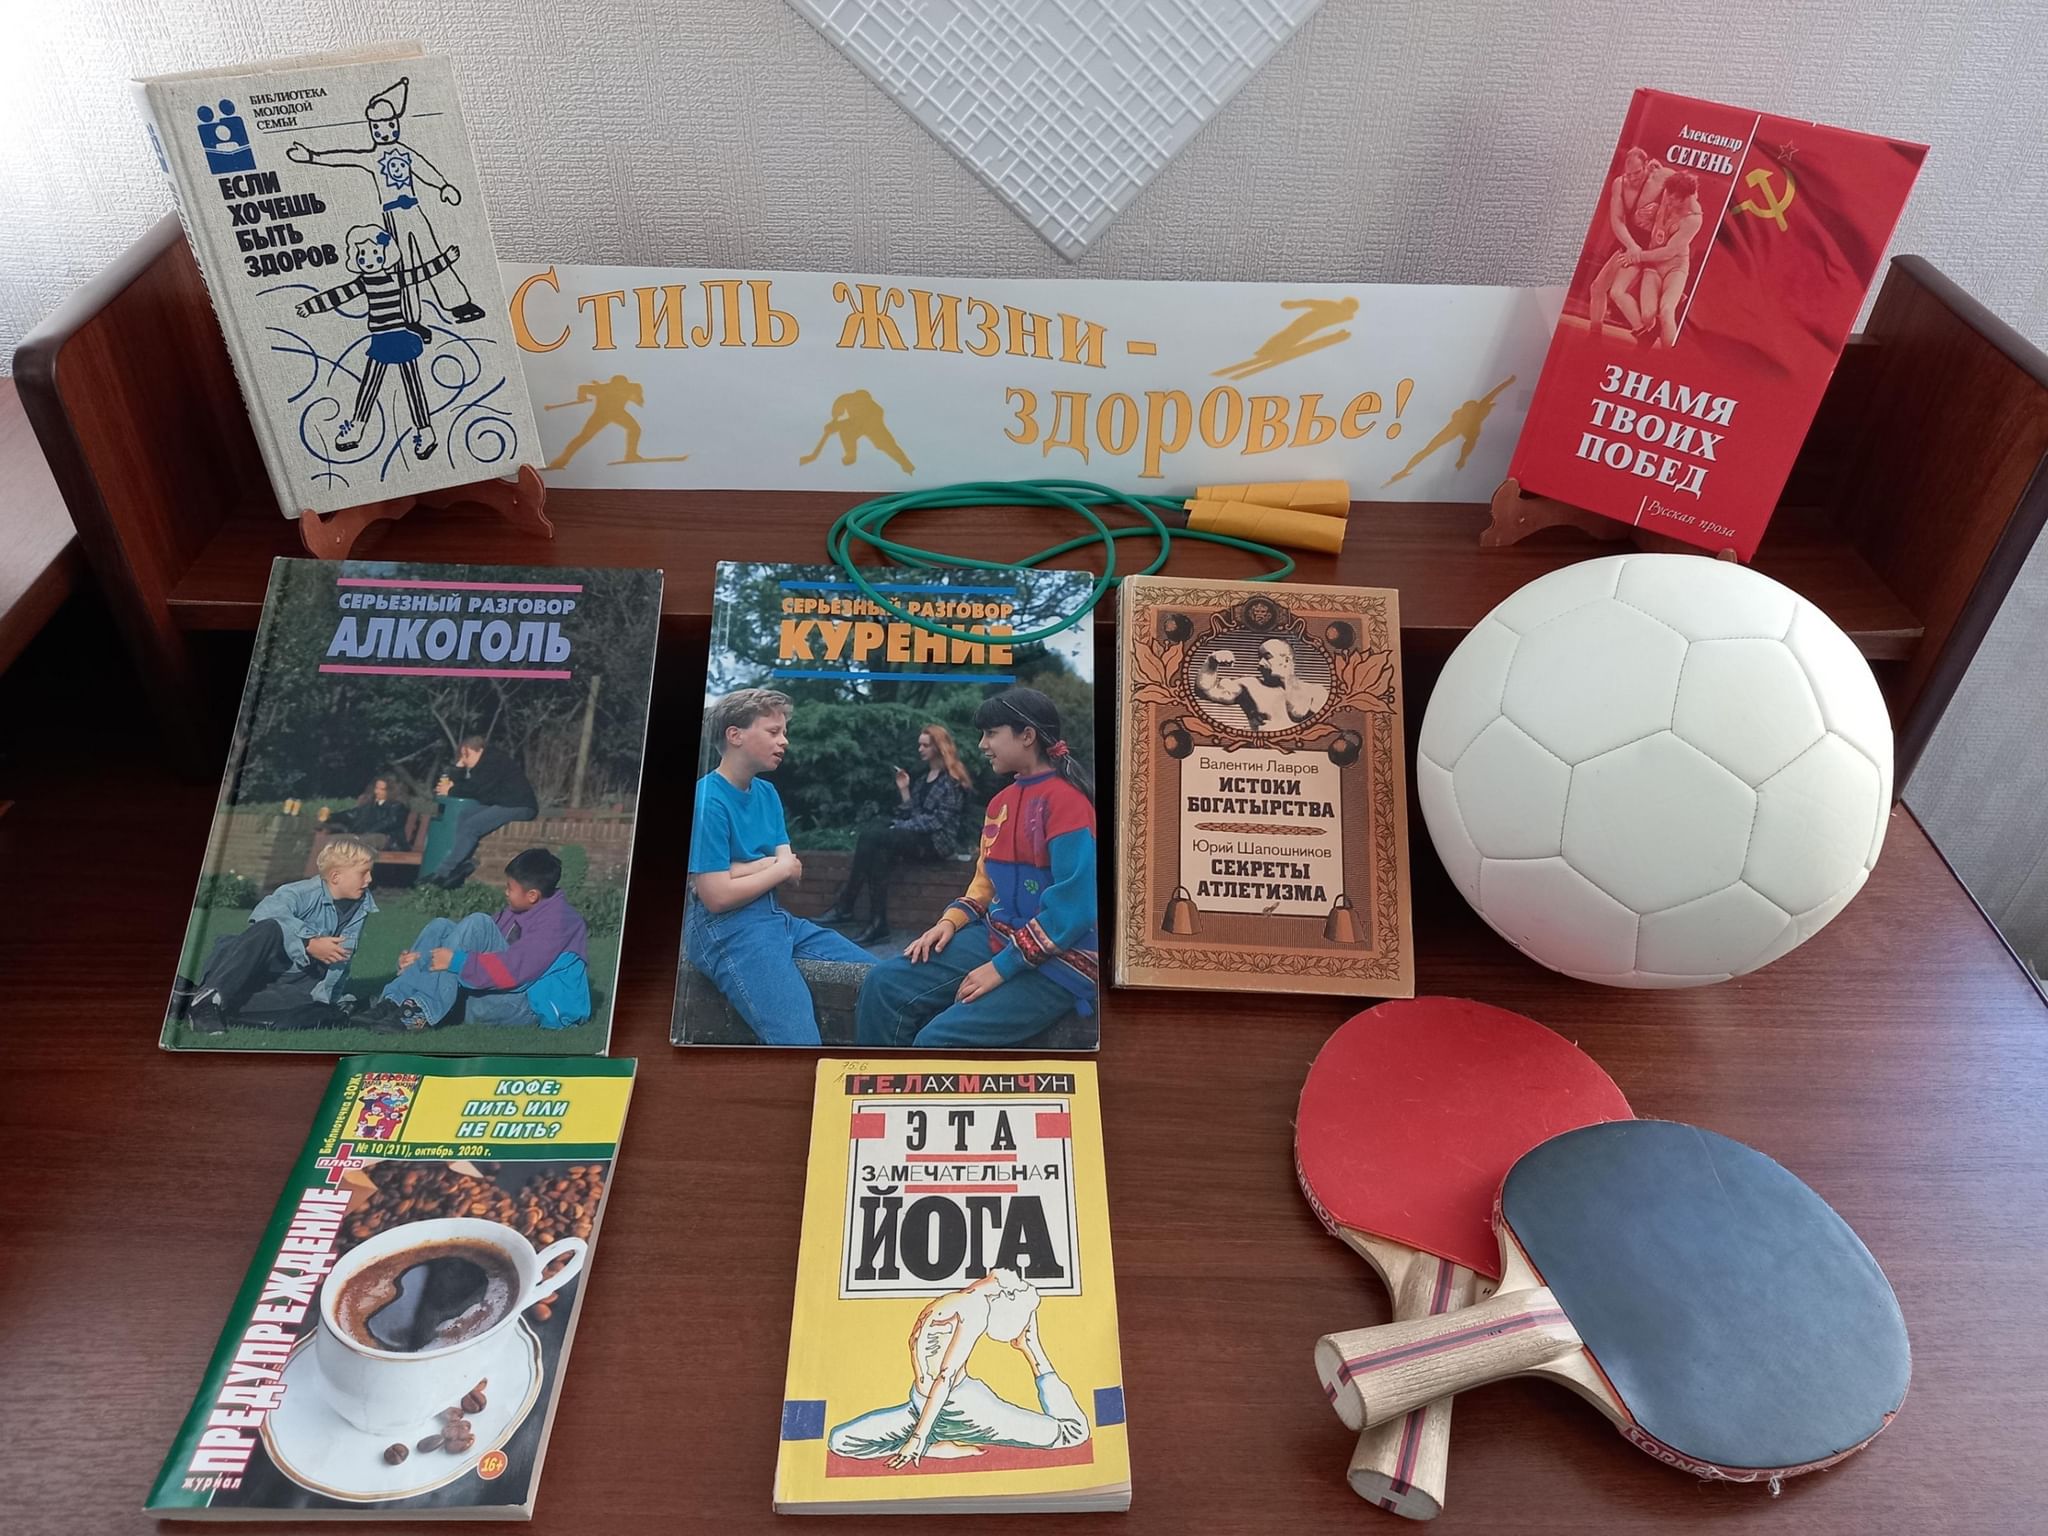 БИБЛИОТЕКА
МОЛОДОЙ
СЕМЬИ
ЕСЛИ
ХОЧЕШЬ
БЫТЬ
ЗДОРОВ
Стиль жизни -
здоровье!
Александр
СЕГЕНЬ
ЗНАМЯ
ТВОИХ
ПОБЕД
Русская проза
СЕРЬЕЗНЫЙ РАЗГОВОР
АЛКОГОЛЬ
СЕРЬЕЗНЫЙ РАЗГОВОР
КУРЕНИЕ
Валентин Лавров
ИСТОКИ
БОГАТЫРСТВА
Юрий Шапошников
СЕКРЕТЫ
АТЛЕТИЗМА
Библиотечка «ЗОЖ»
КОФЕ:
ПИТЬ ИЛИ
НЕ ПИТЬ?
№ 10 (211), октябрь 2020 г.
ПЛЮС
ПРЕДУПРЕЖДЕНИЕ
журнал
16+
Г.Е.ЛАХМАНЧУН
ЭТА
ЗАМЕЧАТЕЛЬНАЯ
ЙОГА